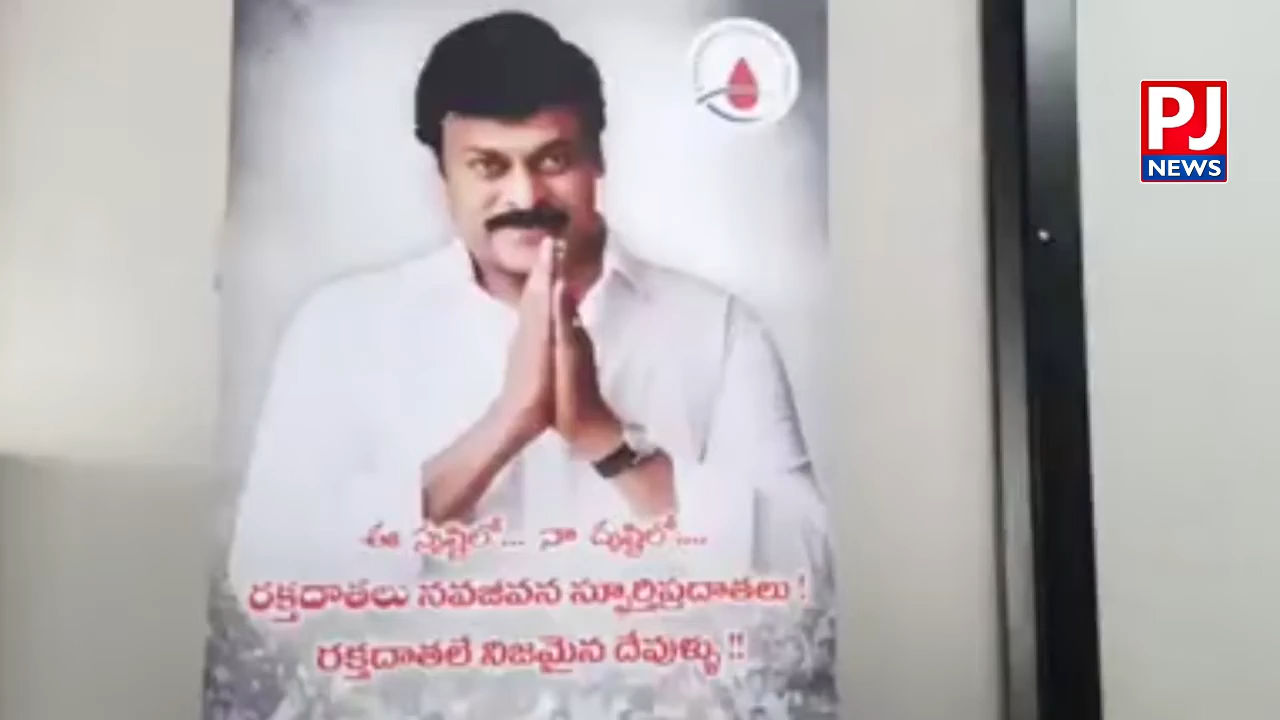 PJ
NEWS
ఈ సృష్టిలో... నా దృష్టిలో....
రక్తదాతలు నవజీవన స్ఫూర్తిప్రదాతలు !
రక్తదాతలే నిజమైన దేవుళ్ళు !!